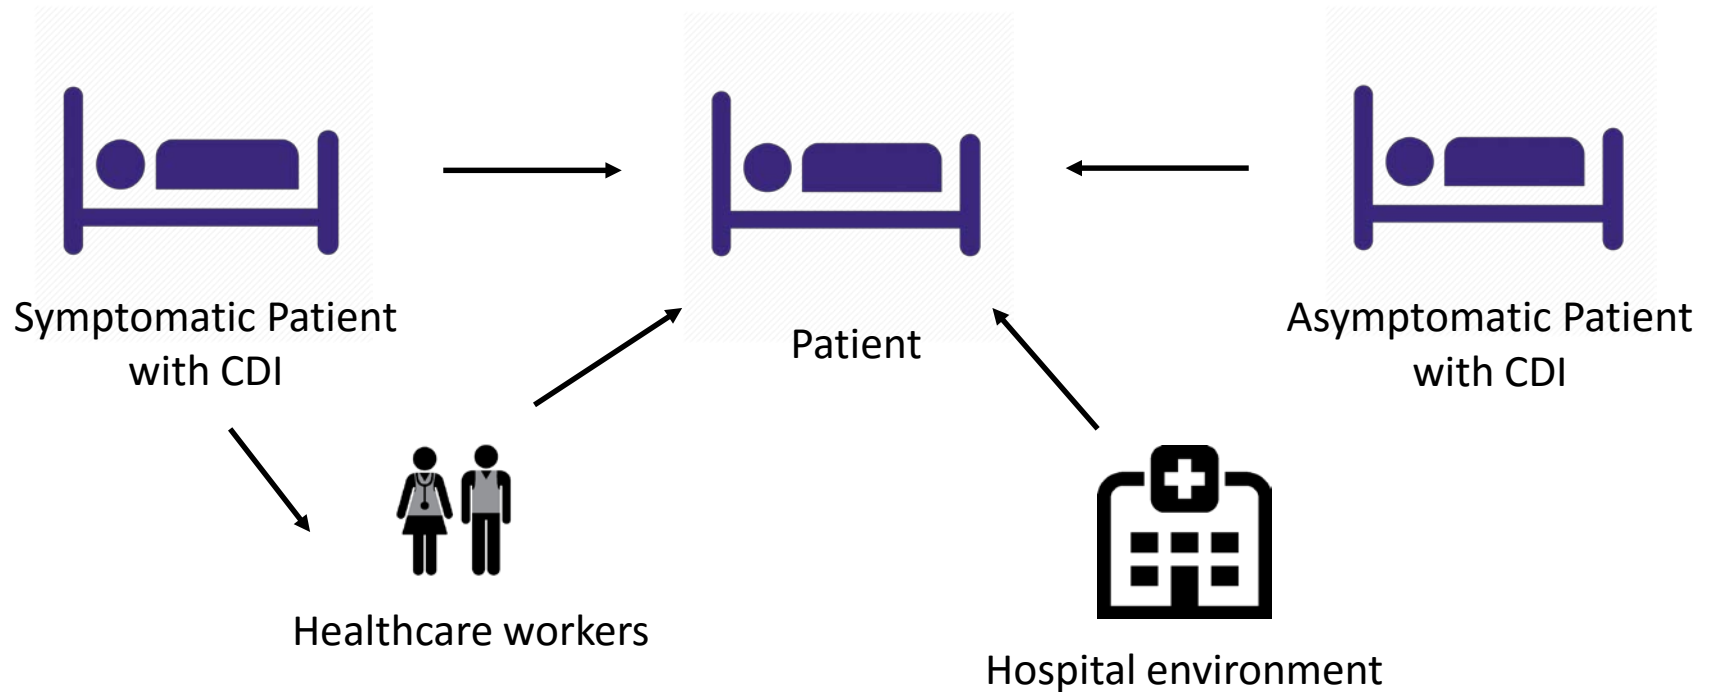 Symptomatic Patient
with CDI
Patient
Asymptomatic Patient
with CDI
Healthcare workers
Hospital environment